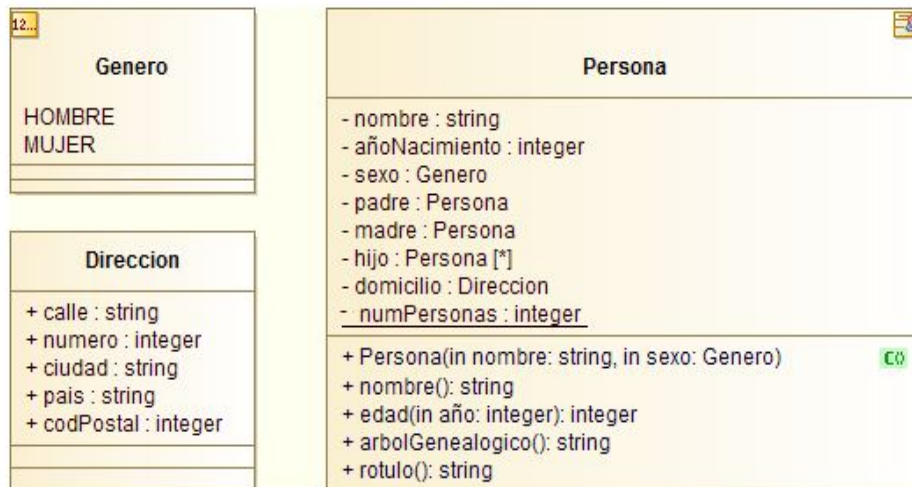 12...
Genero
HOMBRE
MUJER
Direccion
+ calle : string
+ numero : integer
+ ciudad : string
+ pais : string
+ codPostal : integer
Persona
- nombre : string
- añoNacimiento : integer
- sexo : Genero
- padre : Persona
- madre : Persona
- hijo : Persona [*]
- domicilio : Direccion
- numPersonas : integer
+ Persona(in nombre: string, in sexo: Genero)
+ nombre(): string
+ edad(in año: integer): integer
+ arbolGenealogico(): string
+ rotulo(): string